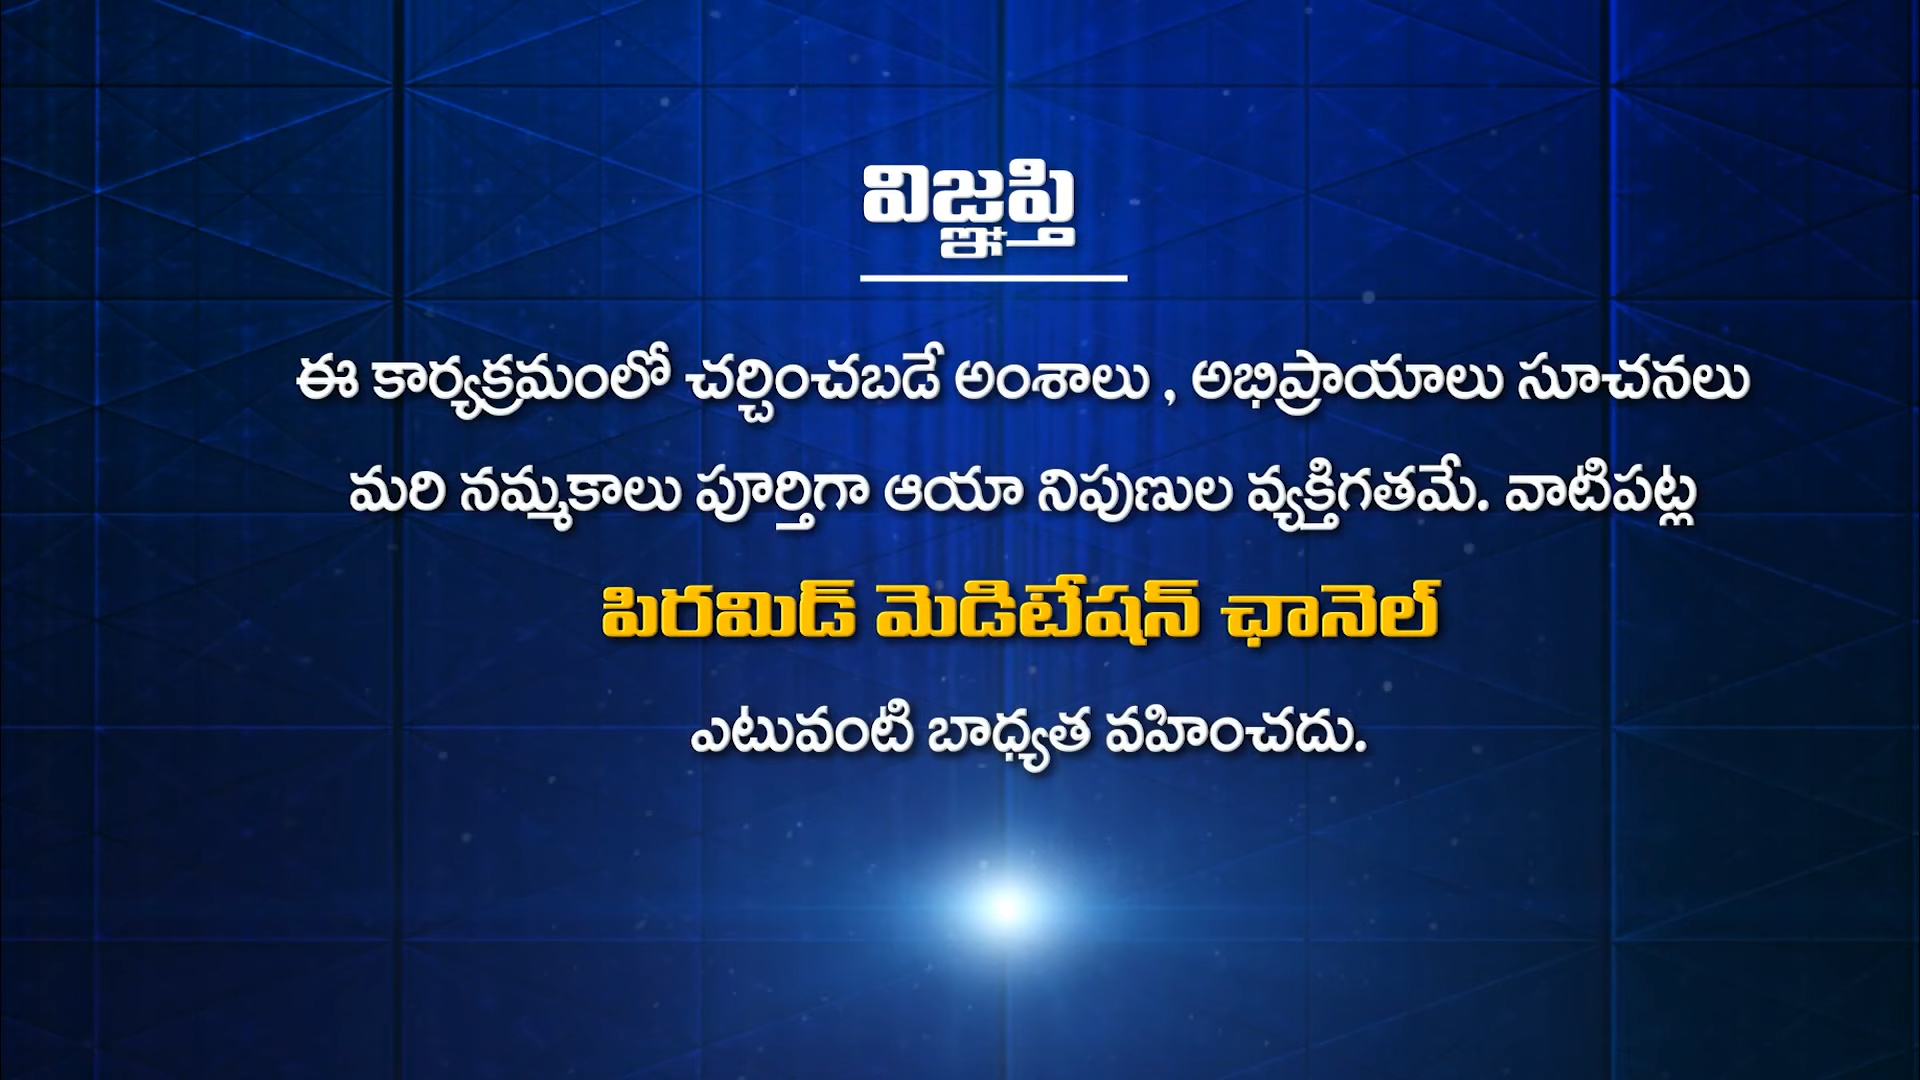 విజ్ఞప్తి
ఈ కార్యక్రమంలో చర్చించబడే అంశాలు , అభిప్రాయాలు సూచనలు
మరి నమ్మకాలు పూర్తిగా ఆయా నిపుణుల వ్యక్తిగతమే. వాటిపట్ల
పిరమిడ్ మెడిటేషన్ ఛానెల్
ఎటువంటి బాధ్యత వహించదు.